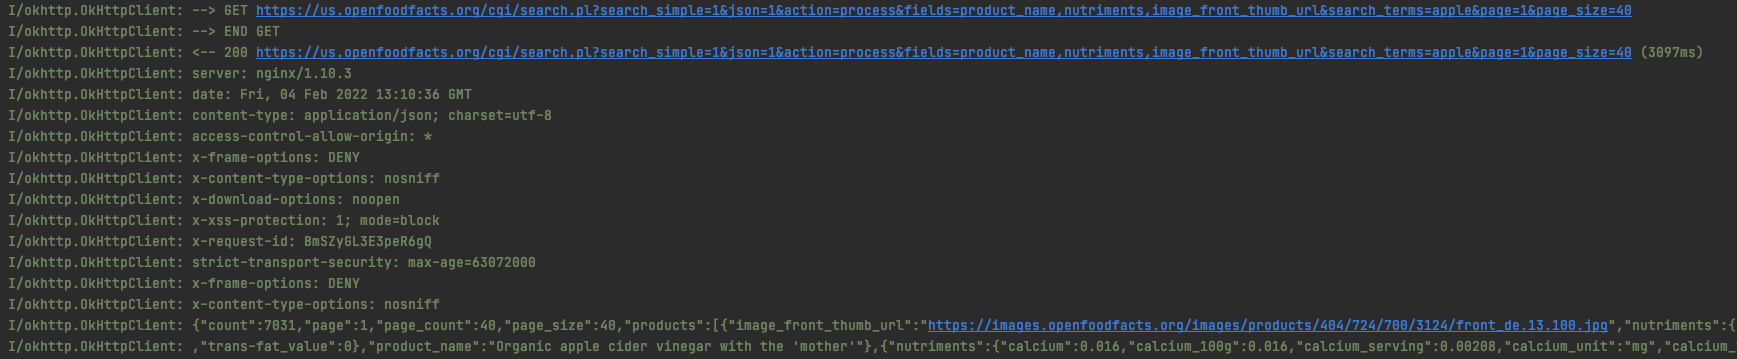 I/okhttp.OkHttpClient: --> GET https://us.openfoodfacts.org/cgi/search.pl?search_simple=1&json=1&action=process&fields=product_name,nutriments,image_front_thumb_url&search_terms=apple&page=1&page_size=40
I/okhttp.OkHttpClient: --> END GET
I/okhttp.OkHttpClient: <-- 200 https://us.openfoodfacts.org/cgi/search.pl?search_simple=1&json=1&action=process&fields=product_name,nutriments,image_front_thumb_url&search_terms=apple&page=1&page_size=40 (3097ms)
I/okhttp.OkHttpClient: server: nginx/1.10.3
I/okhttp.OkHttpClient: date: Fri, 04 Feb 2022 13:10:36 GMT
I/okhttp.OkHttpClient: content-type: application/json; charset=utf-8
I/okhttp.OkHttpClient: access-control-allow-origin: *
I/okhttp.OkHttpClient: x-frame-options: DENY
I/okhttp.OkHttpClient: x-content-type-options: nosniff
I/okhttp.OkHttpClient: x-download-options: noopen
I/okhttp.OkHttpClient: x-xss-protection: 1; mode=block
I/okhttp.OkHttpClient: x-request-id: BmSZyGL3E3peR6gQ
I/okhttp.OkHttpClient: strict-transport-security: max-age=63072000
I/okhttp.OkHttpClient: x-frame-options: DENY
I/okhttp.OkHttpClient: x-content-type-options: nosniff
I/okhttp.OkHttpClient: {"count":7031,"page":1,"page_count":40,"page_size":40,"products":[{"image_front_thumb_url":"https://images.openfoodfacts.org/images/products/404/724/700/3124/front_de.13.100.jpg","nutriments":{
I/okhttp.OkHttpClient: ,"trans-fat_value":0},"product_name":"Organic apple cider vinegar with the 'mother'"},{"nutriments":{"calcium":0.016,"calcium_100g":0.016,"calcium_serving":0.00208,"calcium_unit":"mg","calcium_